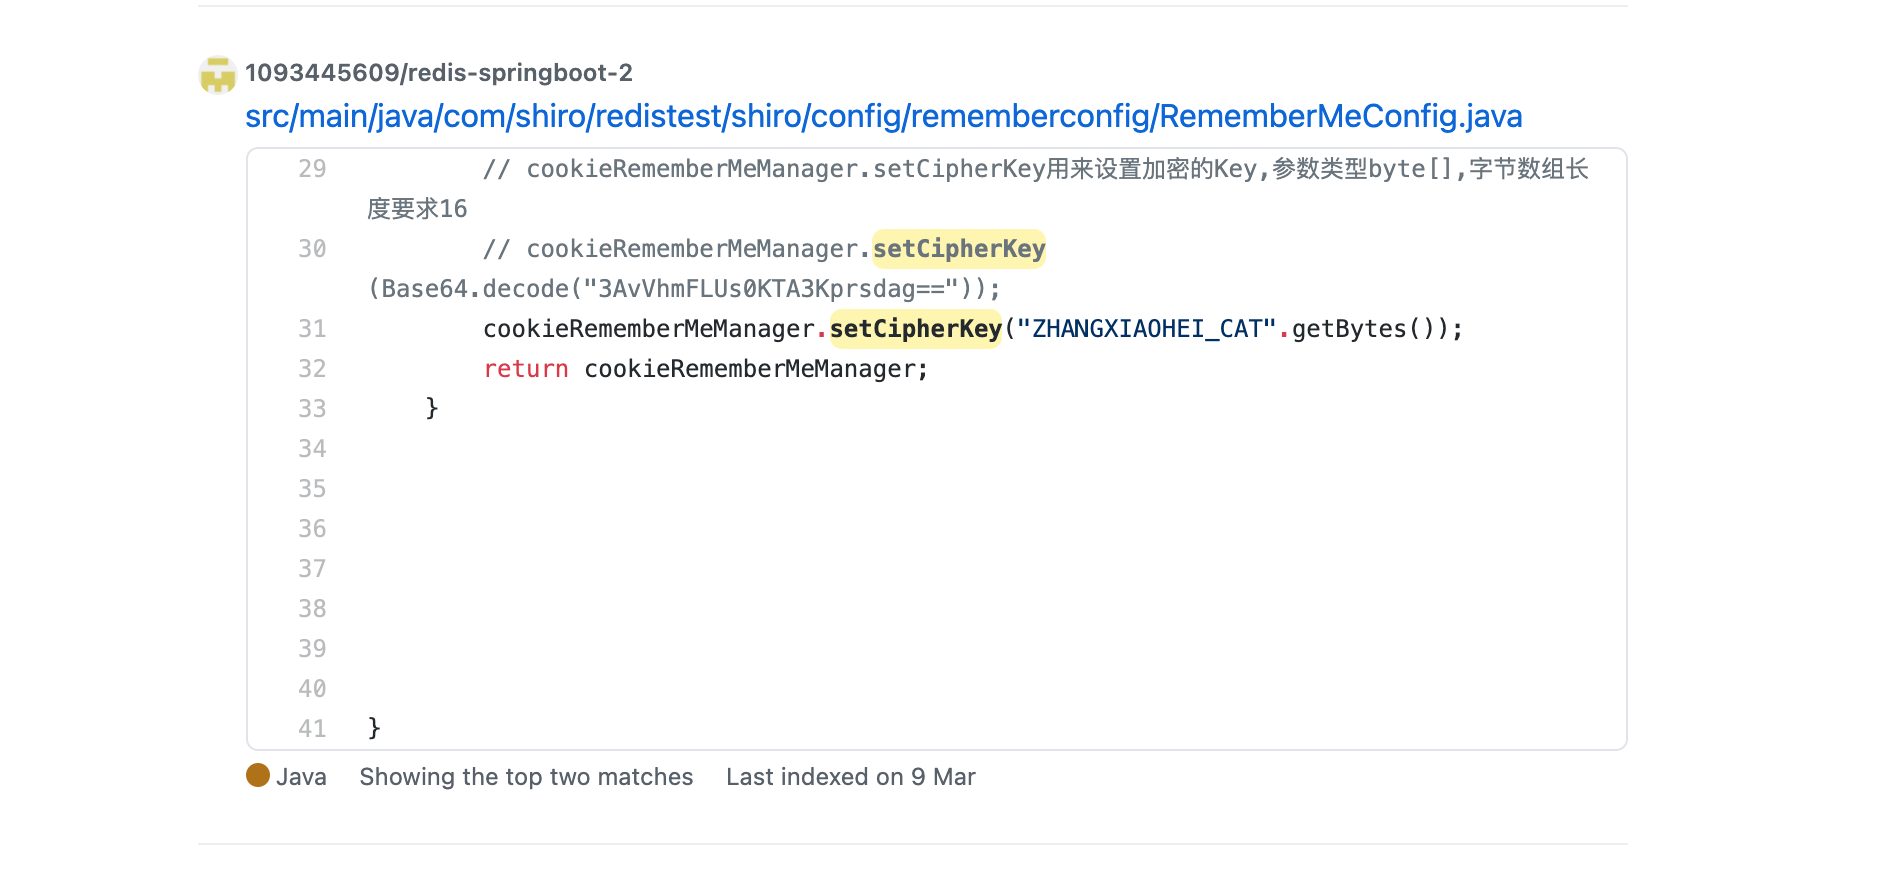 1093445609/redis-springboot-2
src/main/java/com/shiro/redistest/shiro/config/rememberconfig/RememberMeConfig.java
29 // cookieRememberMeManager.setCipherKey用来设置加密的Key,参数类型byte[],字节数组长
度要求16
30 // cookieRememberMeManager.setCipherKey
(Base64.decode("3AvVhmFLUs0KTA3Kprsdag=="));
31 cookieRememberMeManager.setCipherKey("ZHANGXIAOHEI_CAT".getBytes());
32 return cookieRememberMeManager;
33 }
34
35
36
37
38
39
40
41 }
Java Showing the top two matches Last indexed on 9 Mar